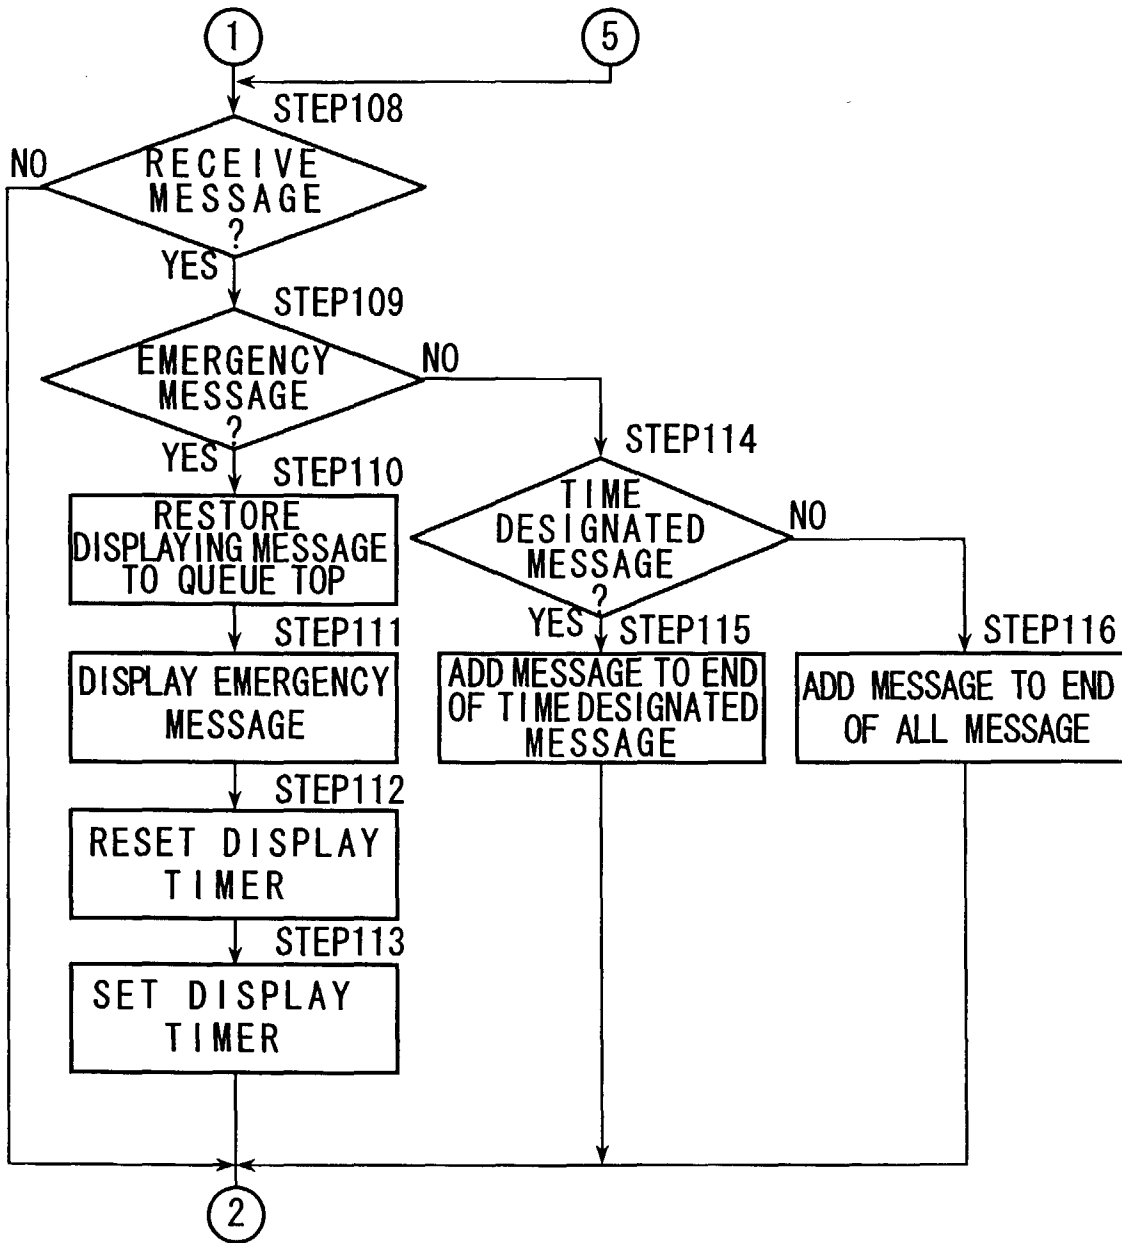 1
5
STEP108
NO
RECEIVE
MESSAGE
?
YES
STEP109
EMERGENCY
MESSAGE
?
NO
YES
STEP110
RESTORE
DISPLAYING MESSAGE
TO QUEUE TOP
STEP111
DISPLAY EMERGENCY
MESSAGE
STEP112
RESET DISPLAY
TIMER
STEP113
SET DISPLAY
TIMER
STEP114
TIME
DESIGNATED
MESSAGE
?
NO
YES
STEP115
ADD MESSAGE TO END
OF TIME DESIGNATED
MESSAGE
STEP116
ADD MESSAGE TO END
OF ALL MESSAGE
2